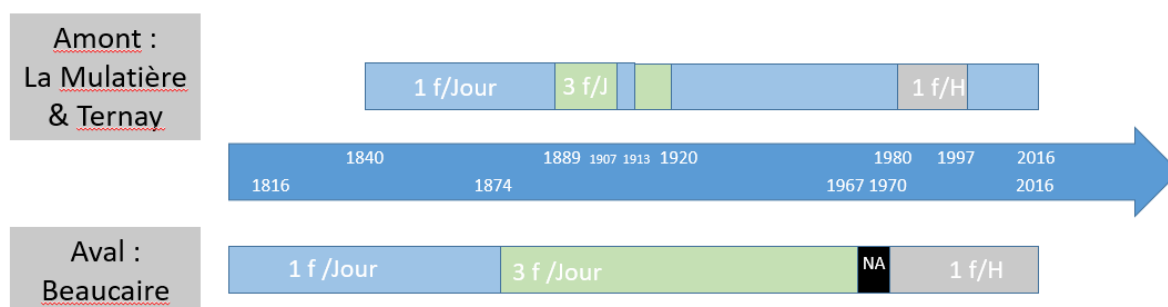 Amont :
La Mulatière
& Ternay
1 f/Jour
3 f/J
1 f/H
1840
1889
1907
1913
1920
1980
1997
2016
1816
1874
1967
1970
2016
Aval :
Beaucaire
1 f /Jour
3 f /Jour
NA
1 f/H